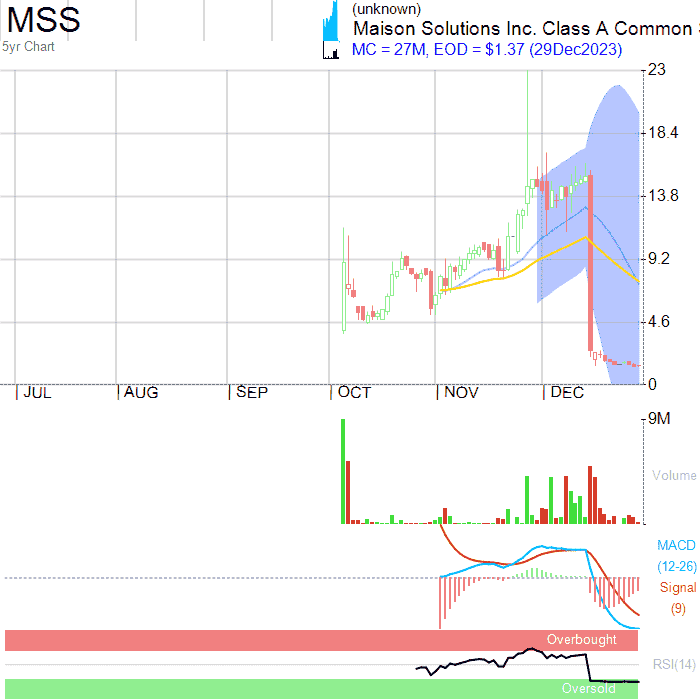 MSS
5yr Chart
(unknown)
Maison Solutions Inc. Class A Common
MC = 27M, EOD = $1.37 (29Dec2023)
23
18.4
13.8
9.2
4.6
0
JUL AUG SEP OCT NOV DEC
9M
Volume
MACD
(12-26)
Signal
(9)
Overbought
RSI(14)
Oversold